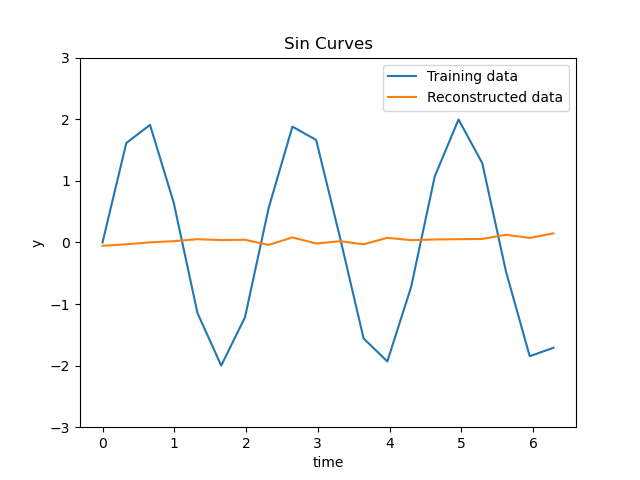 Sin Curves
Training data
Reconstructed data
3
2
1
0
−1
−2
−3
y
0 1 2 3 4 5 6
time